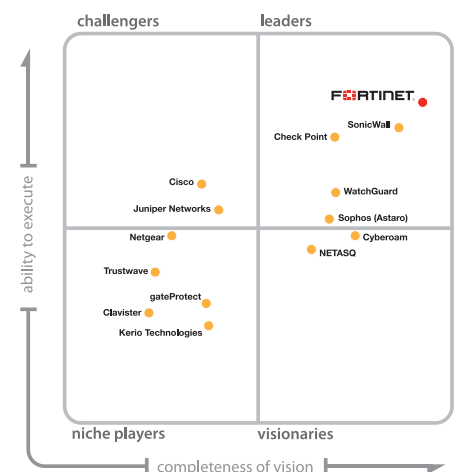 challengers
leaders
FORTINET
SonicWall
Check Point
Cisco
WatchGuard
Juniper Networks
Sophos (Astaro)
Netgear
Cyberoam
NETASQ
Trustwave
gateProtect
Clavister
Kerio Technologies
ability to execute
niche players
visionaries
completeness of vision